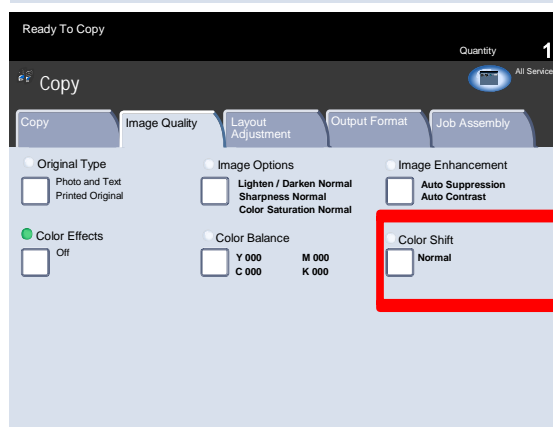 Ready To Copy
Quantity 1
Copy
All Service
Copy
Image Quality
Layout
Adjustment
Output Format
Job Assembly
Original Type
Photo and Text
Printed Original
Image Options
Lighten / Darken Normal
Sharpness Normal
Color Saturation Normal
Image Enhancement
Auto Suppression
Auto Contrast
Color Effects
Off
Color Balance
Y 000 M 000
C 000 K 000
Color Shift
Normal